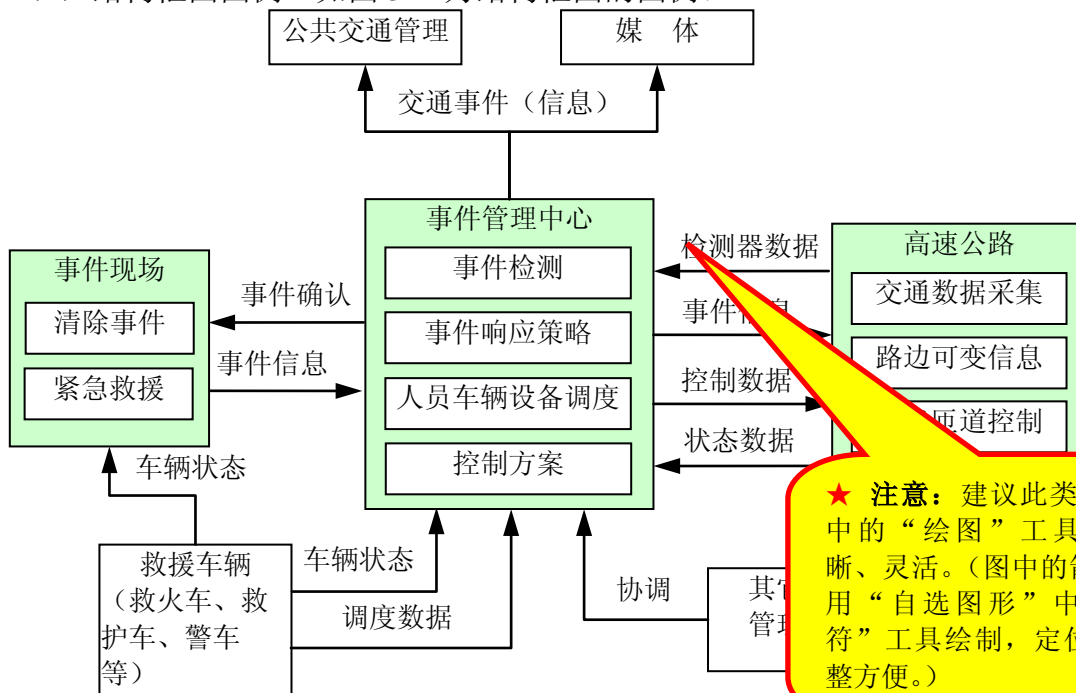 公共交通管理
媒 体
交通事件（信息）
事件管理中心
事件检测
事件响应策略
人员车辆设备调度
控制方案
事件现场
清除事件
紧急救援
事件确认
事件信息
检测器数据
事件信息
控制数据
状态数据
高速公路
交通数据采集
路边可变信息
匝道控制
车辆状态
救援车辆
（救火车、救
护车、警车
等）
车辆状态
调度数据
协调
其它
管理
★ 注意：建议此类
中的“绘图”工具
晰、灵活。（图中的箭
用“自选图形”中
符”工具绘制，定位
整方便。）